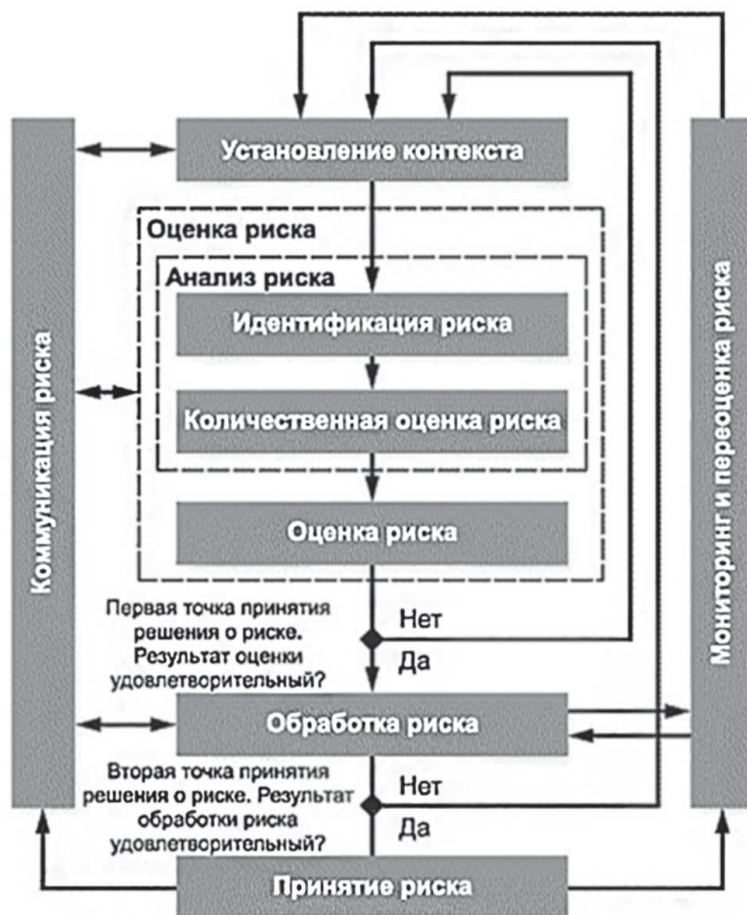 Установление контекста
Оценка риска
Анализ риска
Идентификация риска
Количественная оценка риска
Оценка риска
Коммуникация риска
Мониторинг и переоценка риска
Первая точка принятия
решения о риске.
Результат оценки
удовлетворительный?
Нет
Да
Обработка риска
Вторая точка принятия
решения о риске. Результат
обработки риска
удовлетворительный?
Нет
Да
Принятие риска